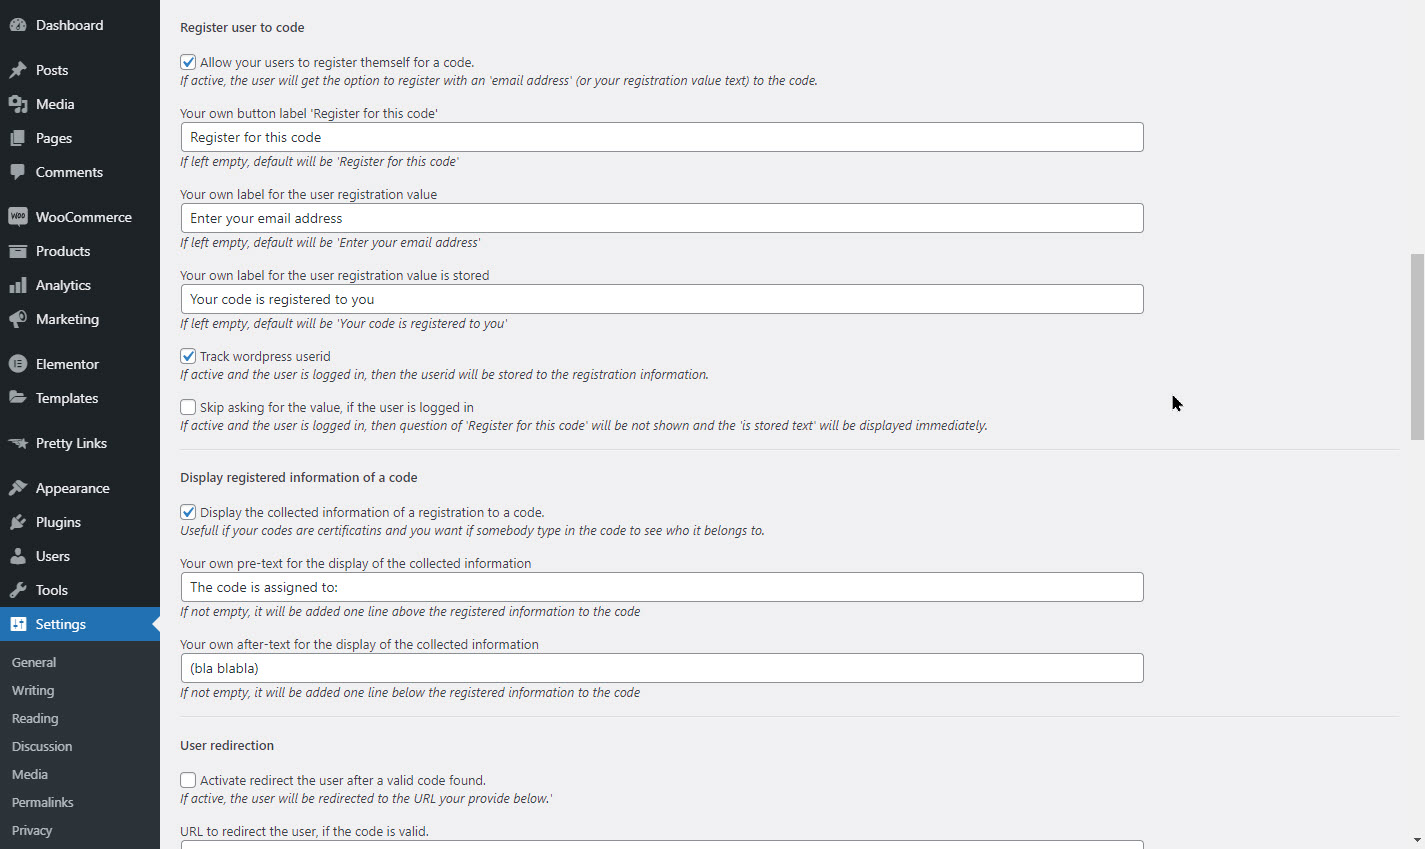 Dashboard
Posts
Media
Pages
Comments
WOO WooCommerce
Products
Analytics
Marketing
Elementor
Templates
Pretty Links
Appearance
Plugins
Users
Tools
Settings
General
Writing
Reading
Discussion
Media
Permalinks
Privacy
Register user to code
Allow your users to register themself for a code.
If active, the user will get the option to register with an 'email address' (or your registration value text) to the code.
Your own button label 'Register for this code'
Register for this code
If left empty, default will be 'Register for this code'
Your own label for the user registration value
Enter your email address
If left empty, default will be 'Enter your email address'
Your own label for the user registration value is stored
Your code is registered to you
If left empty, default will be 'Your code is registered to you'
Track wordpress userid
If active and the user is logged in, then the userid will be stored to the registration information.
Skip asking for the value, if the user is logged in
If active and the user is logged in, then question of 'Register for this code' will be not shown and the 'is stored text' will be displayed immediately.
Display registered information of a code
Display the collected information of a registration to a code.
Usefull if your codes are certificatins and you want if somebody type in the code to see who it belongs to.
Your own pre-text for the display of the collected information
The code is assigned to:
If not empty, it will be added one line above the registered information to the code
Your own after-text for the display of the collected information
(bla blabla)
If not empty, it will be added one line below the registered information to the code
User redirection
Activate redirect the user after a valid code found.
If active, the user will be redirected to the URL your provide below.'
URL to redirect the user, if the code is valid.